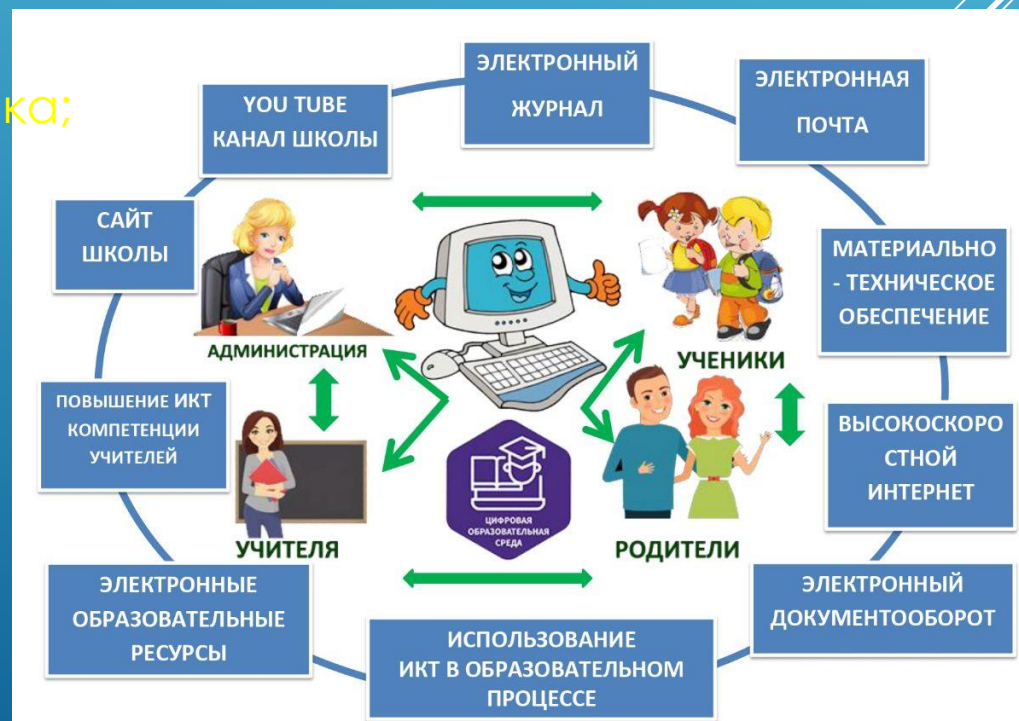 ка;
ЭЛЕКТРОННЫЙ
ЖУРНАЛ
ЭЛЕКТРОННАЯ
ПОЧТА
YOU TUBE
КАНАЛ ШКОЛЫ
САЙТ
ШКОЛЫ
МАТЕРИАЛЬНО
- ТЕХНИЧЕСКОЕ
ОБЕСПЕЧЕНИЕ
АДМИНИСТРАЦИЯ
УЧЕНИКИ
ПОВЫШЕНИЕ ИКТ
КОМПЕТЕНЦИИ
УЧИТЕЛЕЙ
ВЫСОКОСКОРО
СТНОЙ
ИНТЕРНЕТ
ЦИФРОВАЯ
ОБРАЗОВАТЕЛЬНАЯ
СРЕДА
УЧИТЕЛЯ
РОДИТЕЛИ
ЭЛЕКТРОННЫЕ
ОБРАЗОВАТЕЛЬНЫЕ
РЕСУРСЫ
ИСПОЛЬЗОВАНИЕ
ИКТ В ОБРАЗОВАТЕЛЬНОМ
ПРОЦЕССЕ
ЭЛЕКТРОННЫЙ
ДОКУМЕНТООБОРОТ